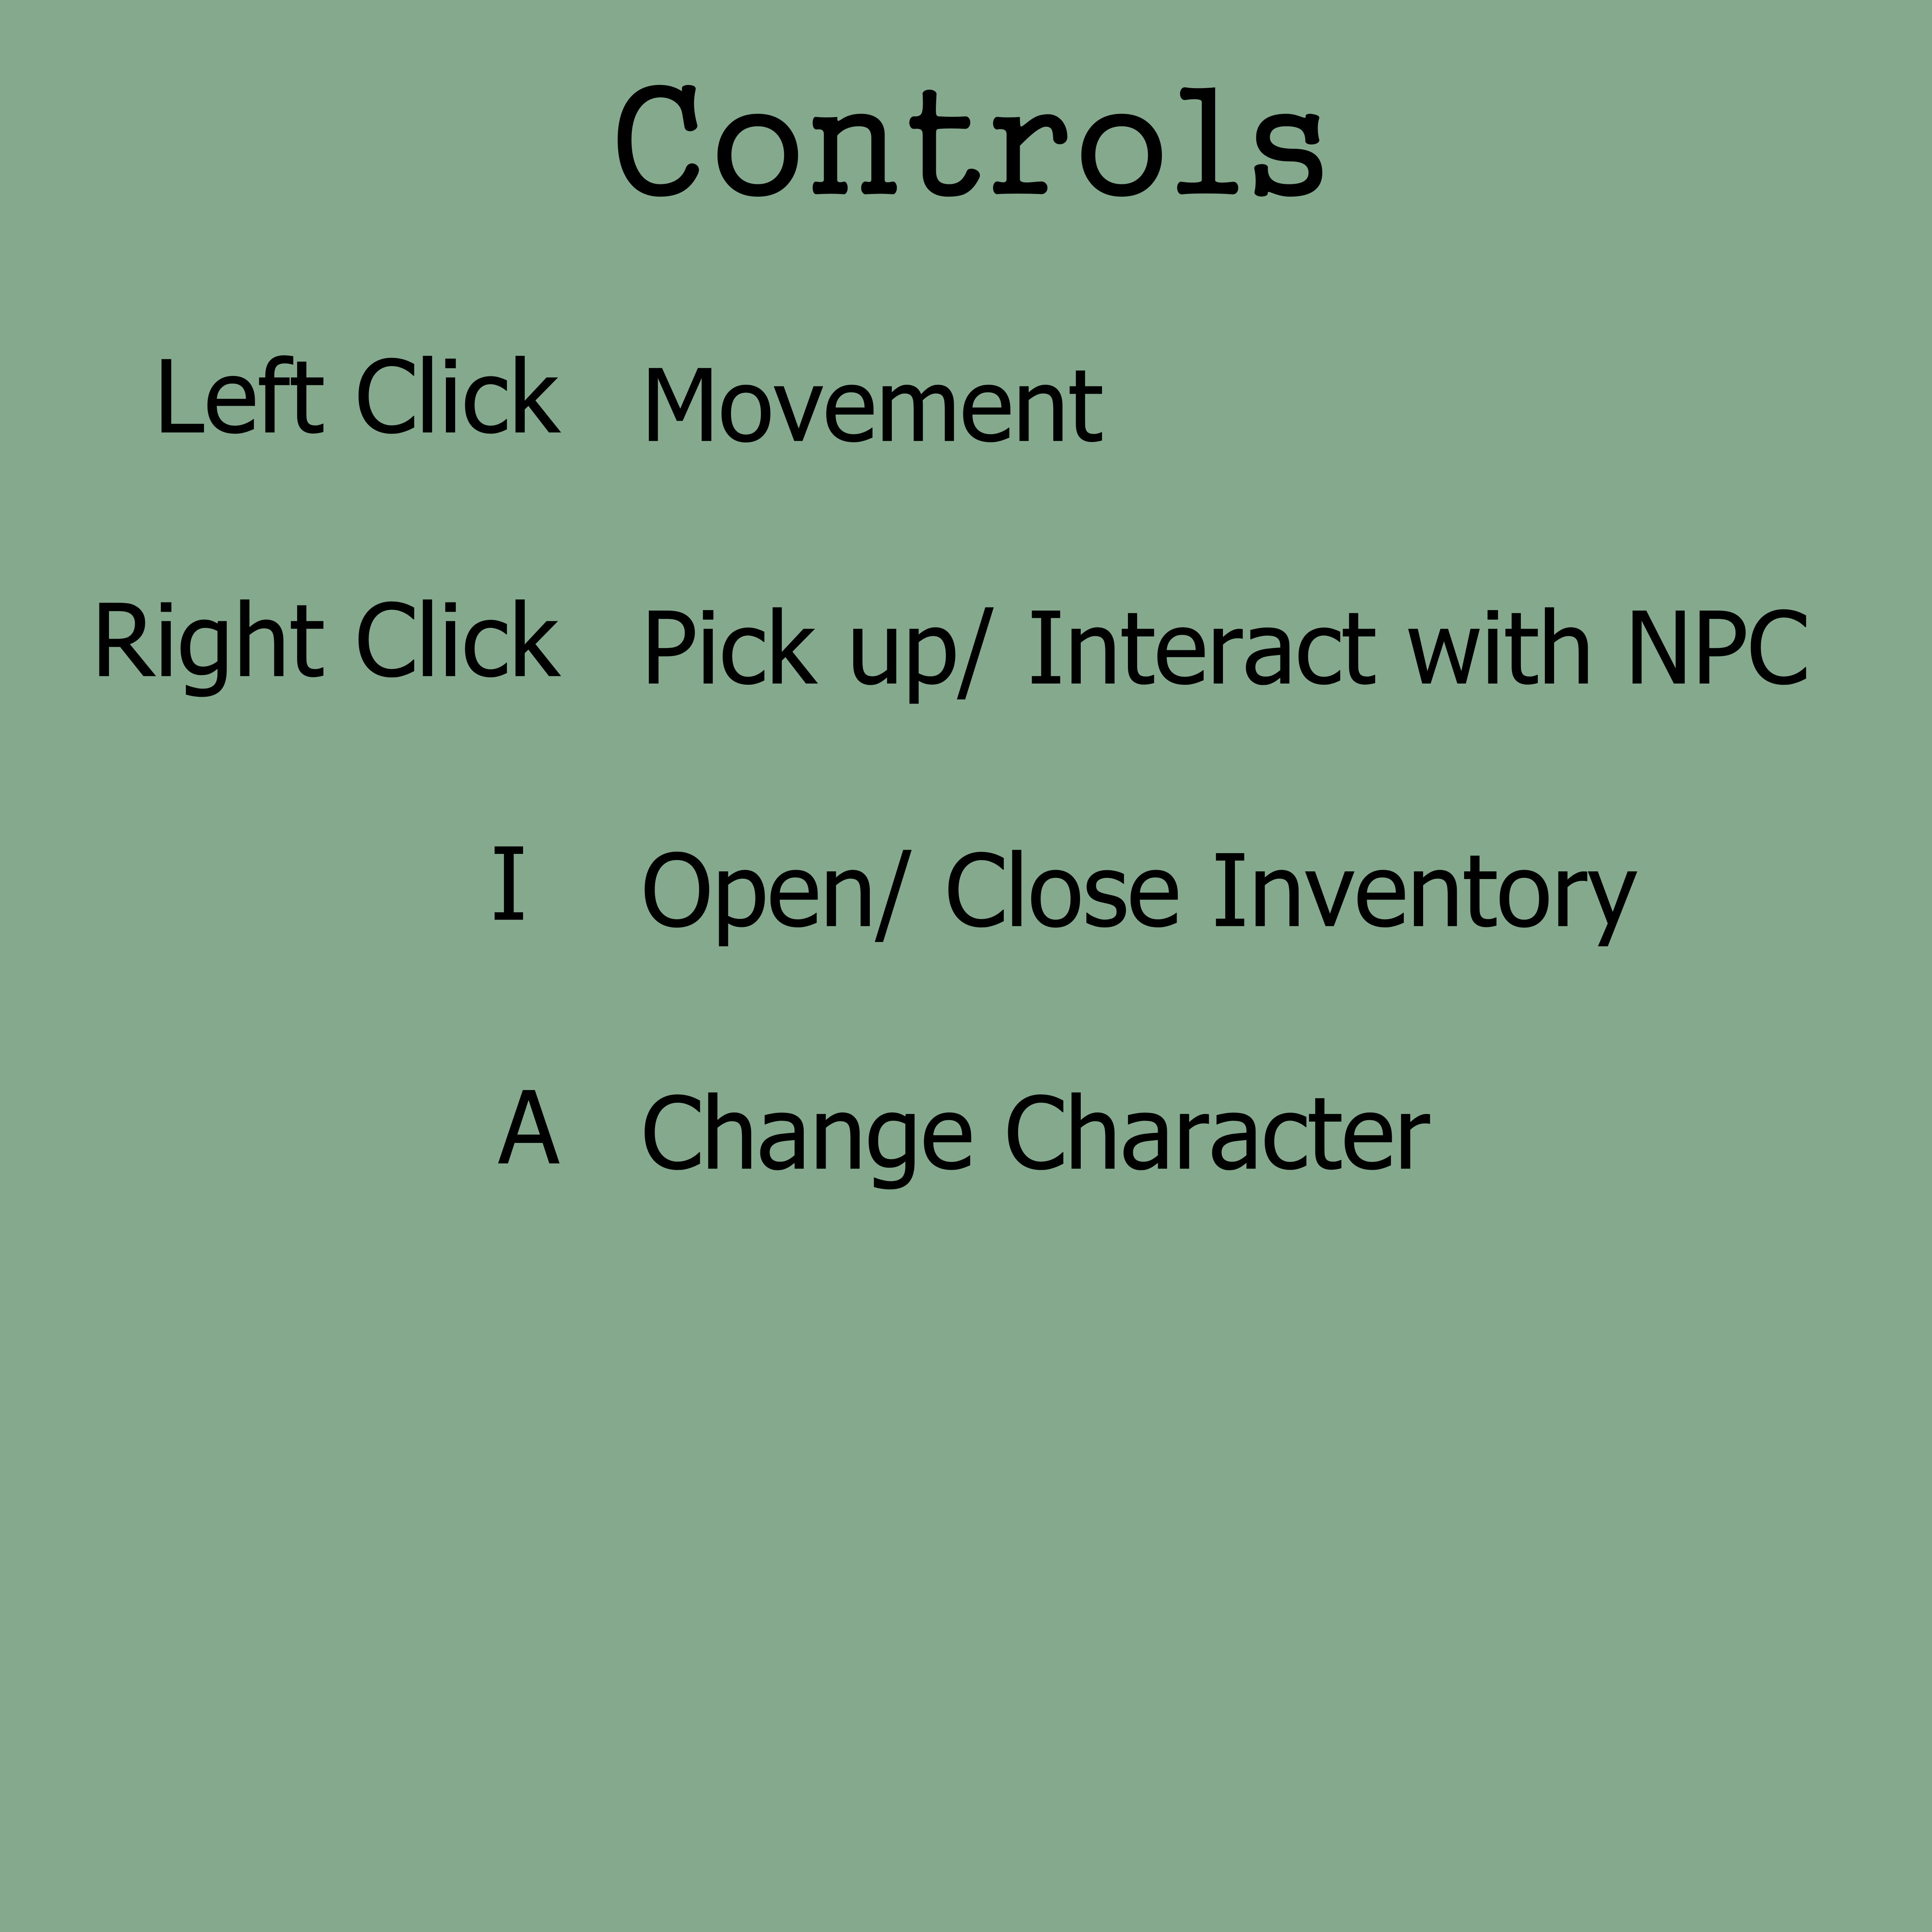 Controls
Left Click Movement
Right Click Pick up/ Interact with NPC
I Open/ Close Inventory
A Change Character